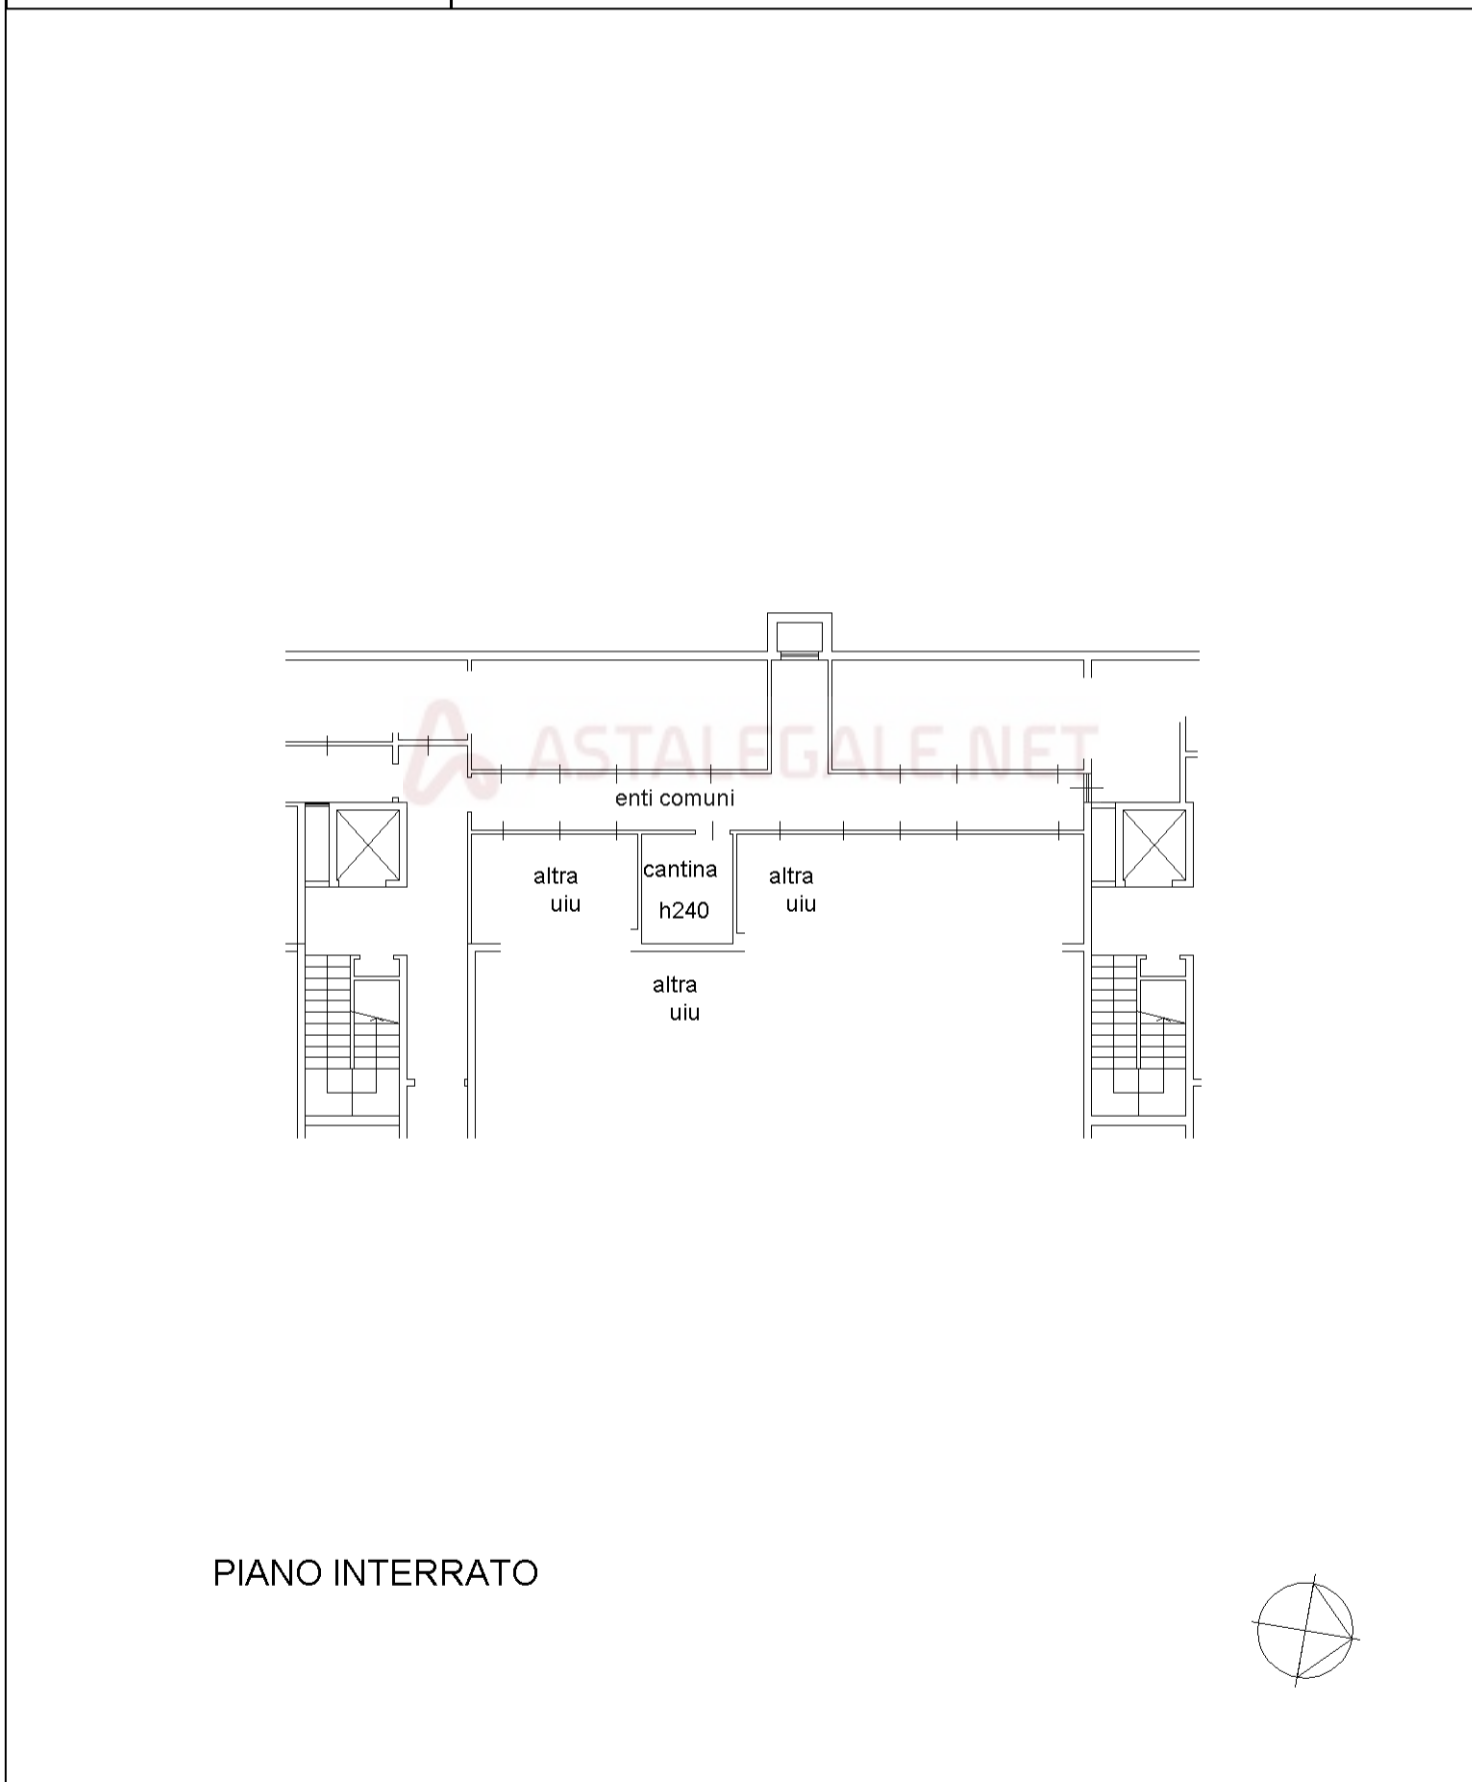 ASTALEGALE.NET
enti comuni
cantina
h240
altra
uiu
altra
uiu
altra
uiu
PIANO INTERRATO